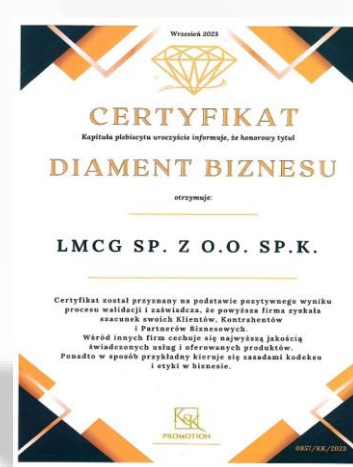 Wrzesień 2023
CERTYFIKAT
Kapituła plebiscytu uroczyście informuje, że honorowy tytuł
DIAMENT BIZNESU
otrzymuje:
LMCG SP. Z O.O. SP.K.
Certyfikat został przyznany na podstawie pozytywnego wyniku
procesu walidacji i zaświadcza, że powyższa firma zyskała
szacunek swoich Klientów, Kontrahentów
i Partnerów Biznesowych.
Wśród innych firm cechuje się najwyższą jakością
świadczonych usług i oferowanych produktów.
Ponadto w sposób przykładny kieruje się zasadami kodeksu
i etyki w biznesie.
K&K
PROMOTION
0857/KK/2023